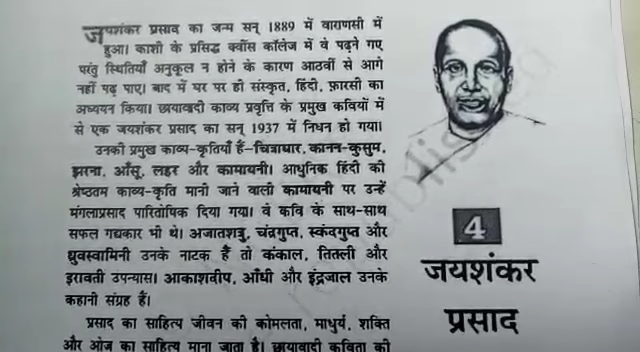 जयशंकर प्रसाद का जन्म सन् 1889 में वाराणसी में
हुआ। काशी के प्रसिद्ध क्वींस कॉलेज में वे पढ़ने गए
परंतु स्थितियाँ अनुकूल न होने के कारण आठवीं से आगे
नहीं पढ़ पाए। बाद में घर पर ही संस्कृत, हिंदी, फ़ारसी का
अध्ययन किया। छायावादी काव्य प्रवृत्ति के प्रमुख कवियों में
से एक जयशंकर प्रसाद का सन् 1937 में निधन हो गया।
उनकी प्रमुख काव्य-कृतियाँ हैं–चित्राधार, कानन-कुसुम,
झरना, आँसू, लहर और कामायनी। आधुनिक हिंदी की
श्रेष्ठतम काव्य-कृति मानी जाने वाली कामायनी पर उन्हें
मंगलाप्रसाद पारितोषिक दिया गया। वे कवि के साथ-साथ
सफल गद्यकार भी थे। अजातशत्रु, चंद्रगुप्त, स्कंदगुप्त और
ध्रुवस्वामिनी उनके नाटक हैं तो कंकाल, तितली और
इरावती उपन्यास। आकाशदीप, आँधी और इंद्रजाल उनके
कहानी संग्रह हैं।
प्रसाद का साहित्य जीवन की कोमलता, माधुर्य, शक्ति
और ओज का साहित्य माना जाता है। छायावादी कविता की
4
जयशंकर
प्रसाद